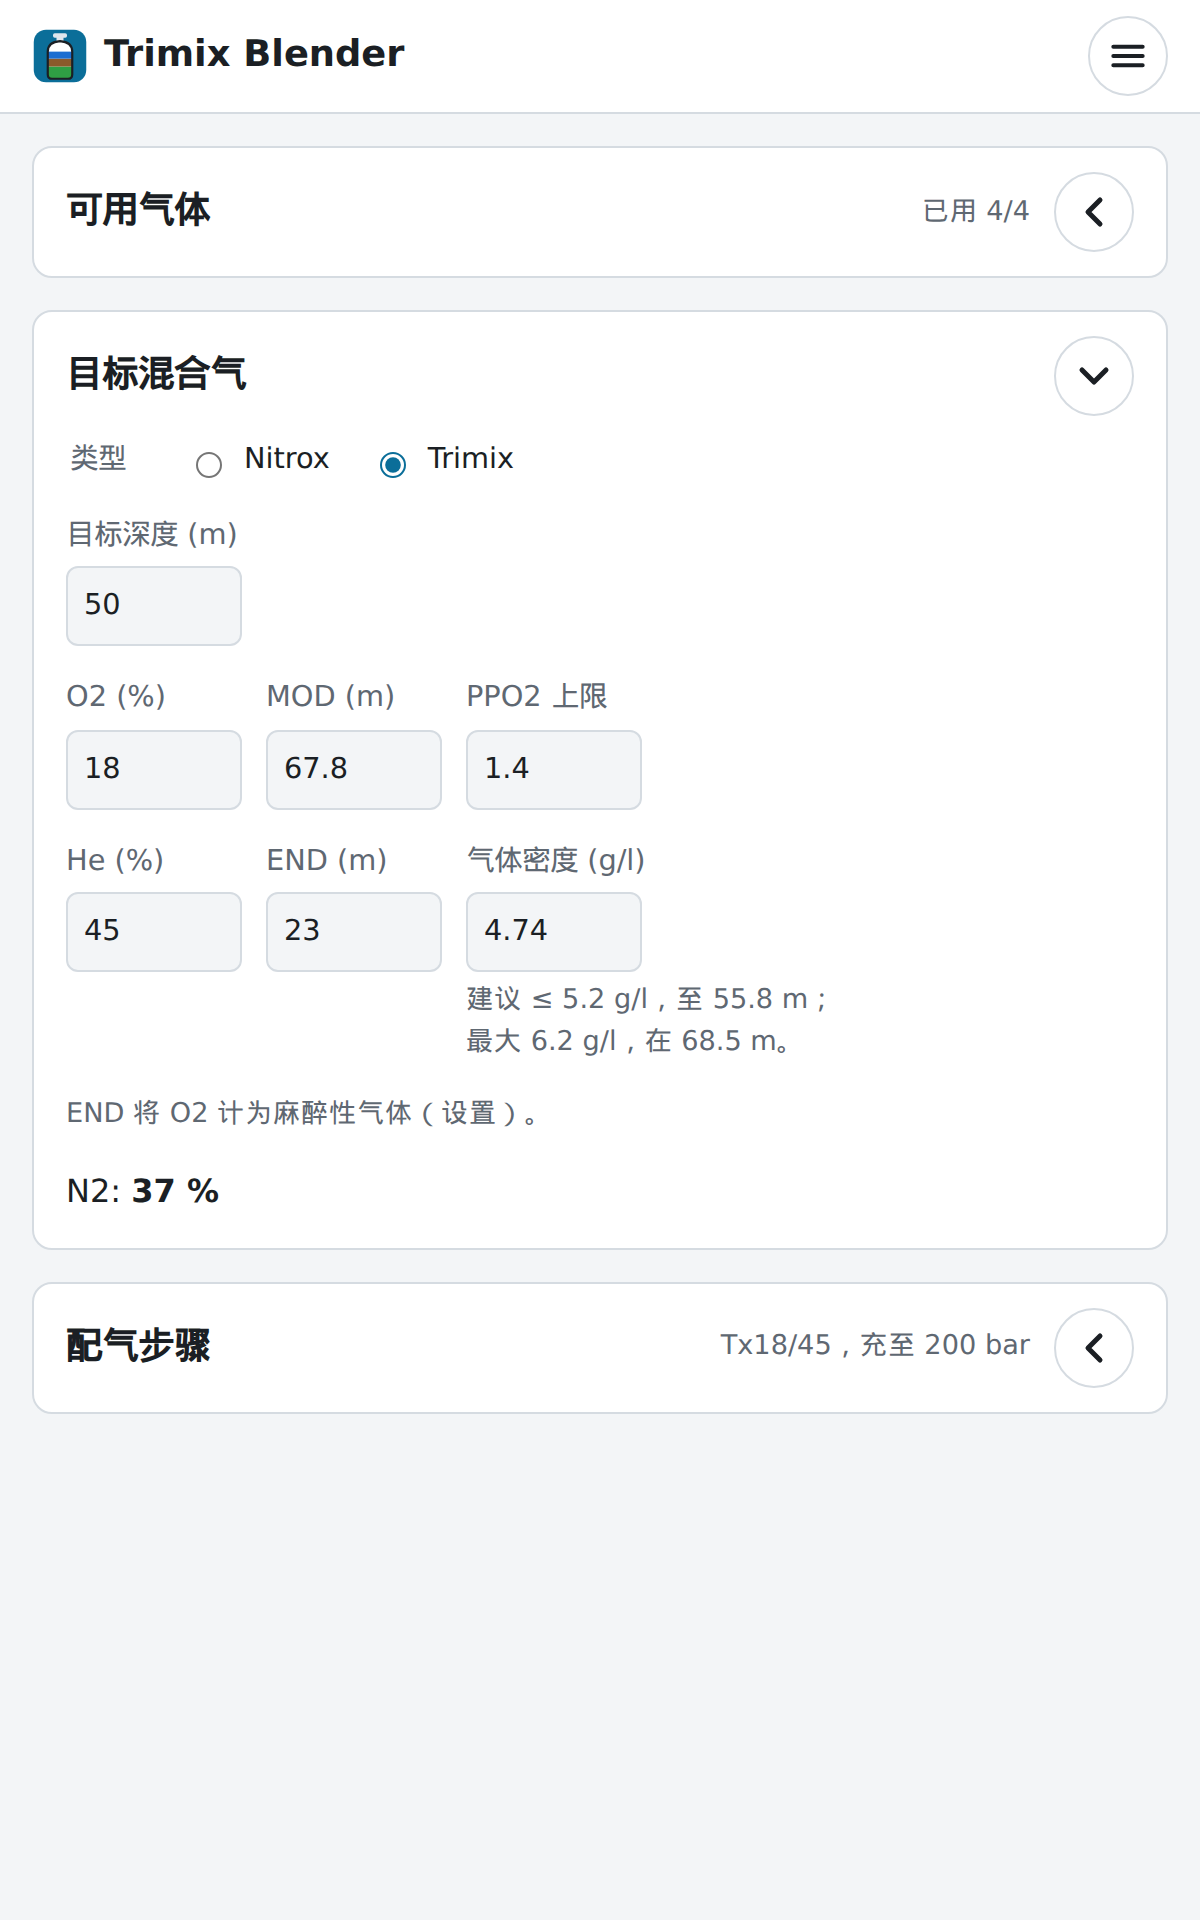 Trimix Blender
可用气体
已用 4/4
目标混合气
类型 Nitrox Trimix
目标深度 (m)
50
O2 (%) MOD (m) PPO2 上限
18 67.8 1.4
He (%) END (m) 气体密度 (g/l)
45 23 4.74
建议 ≤ 5.2 g/l，至 55.8 m；
最大 6.2 g/l，在 68.5 m。
END 将 O2 计为麻醉性气体（设置）。
N2: 37 %
配气步骤
Tx18/45，充至 200 bar